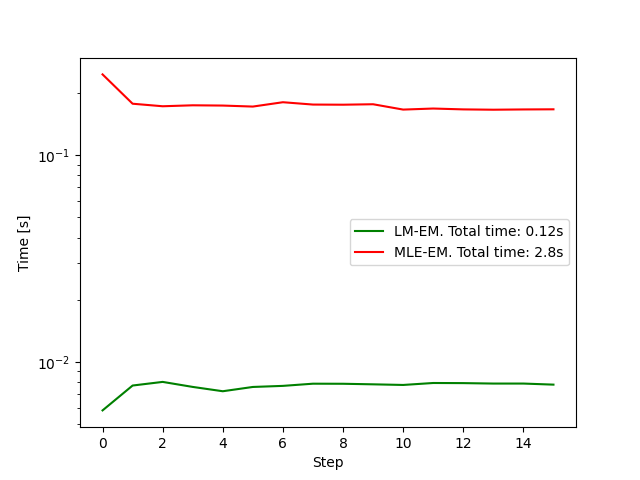 Time [s]
10⁻¹
10⁻²
LM-EM. Total time: 0.12s
MLE-EM. Total time: 2.8s
0 2 4 6 8 10 12 14
Step